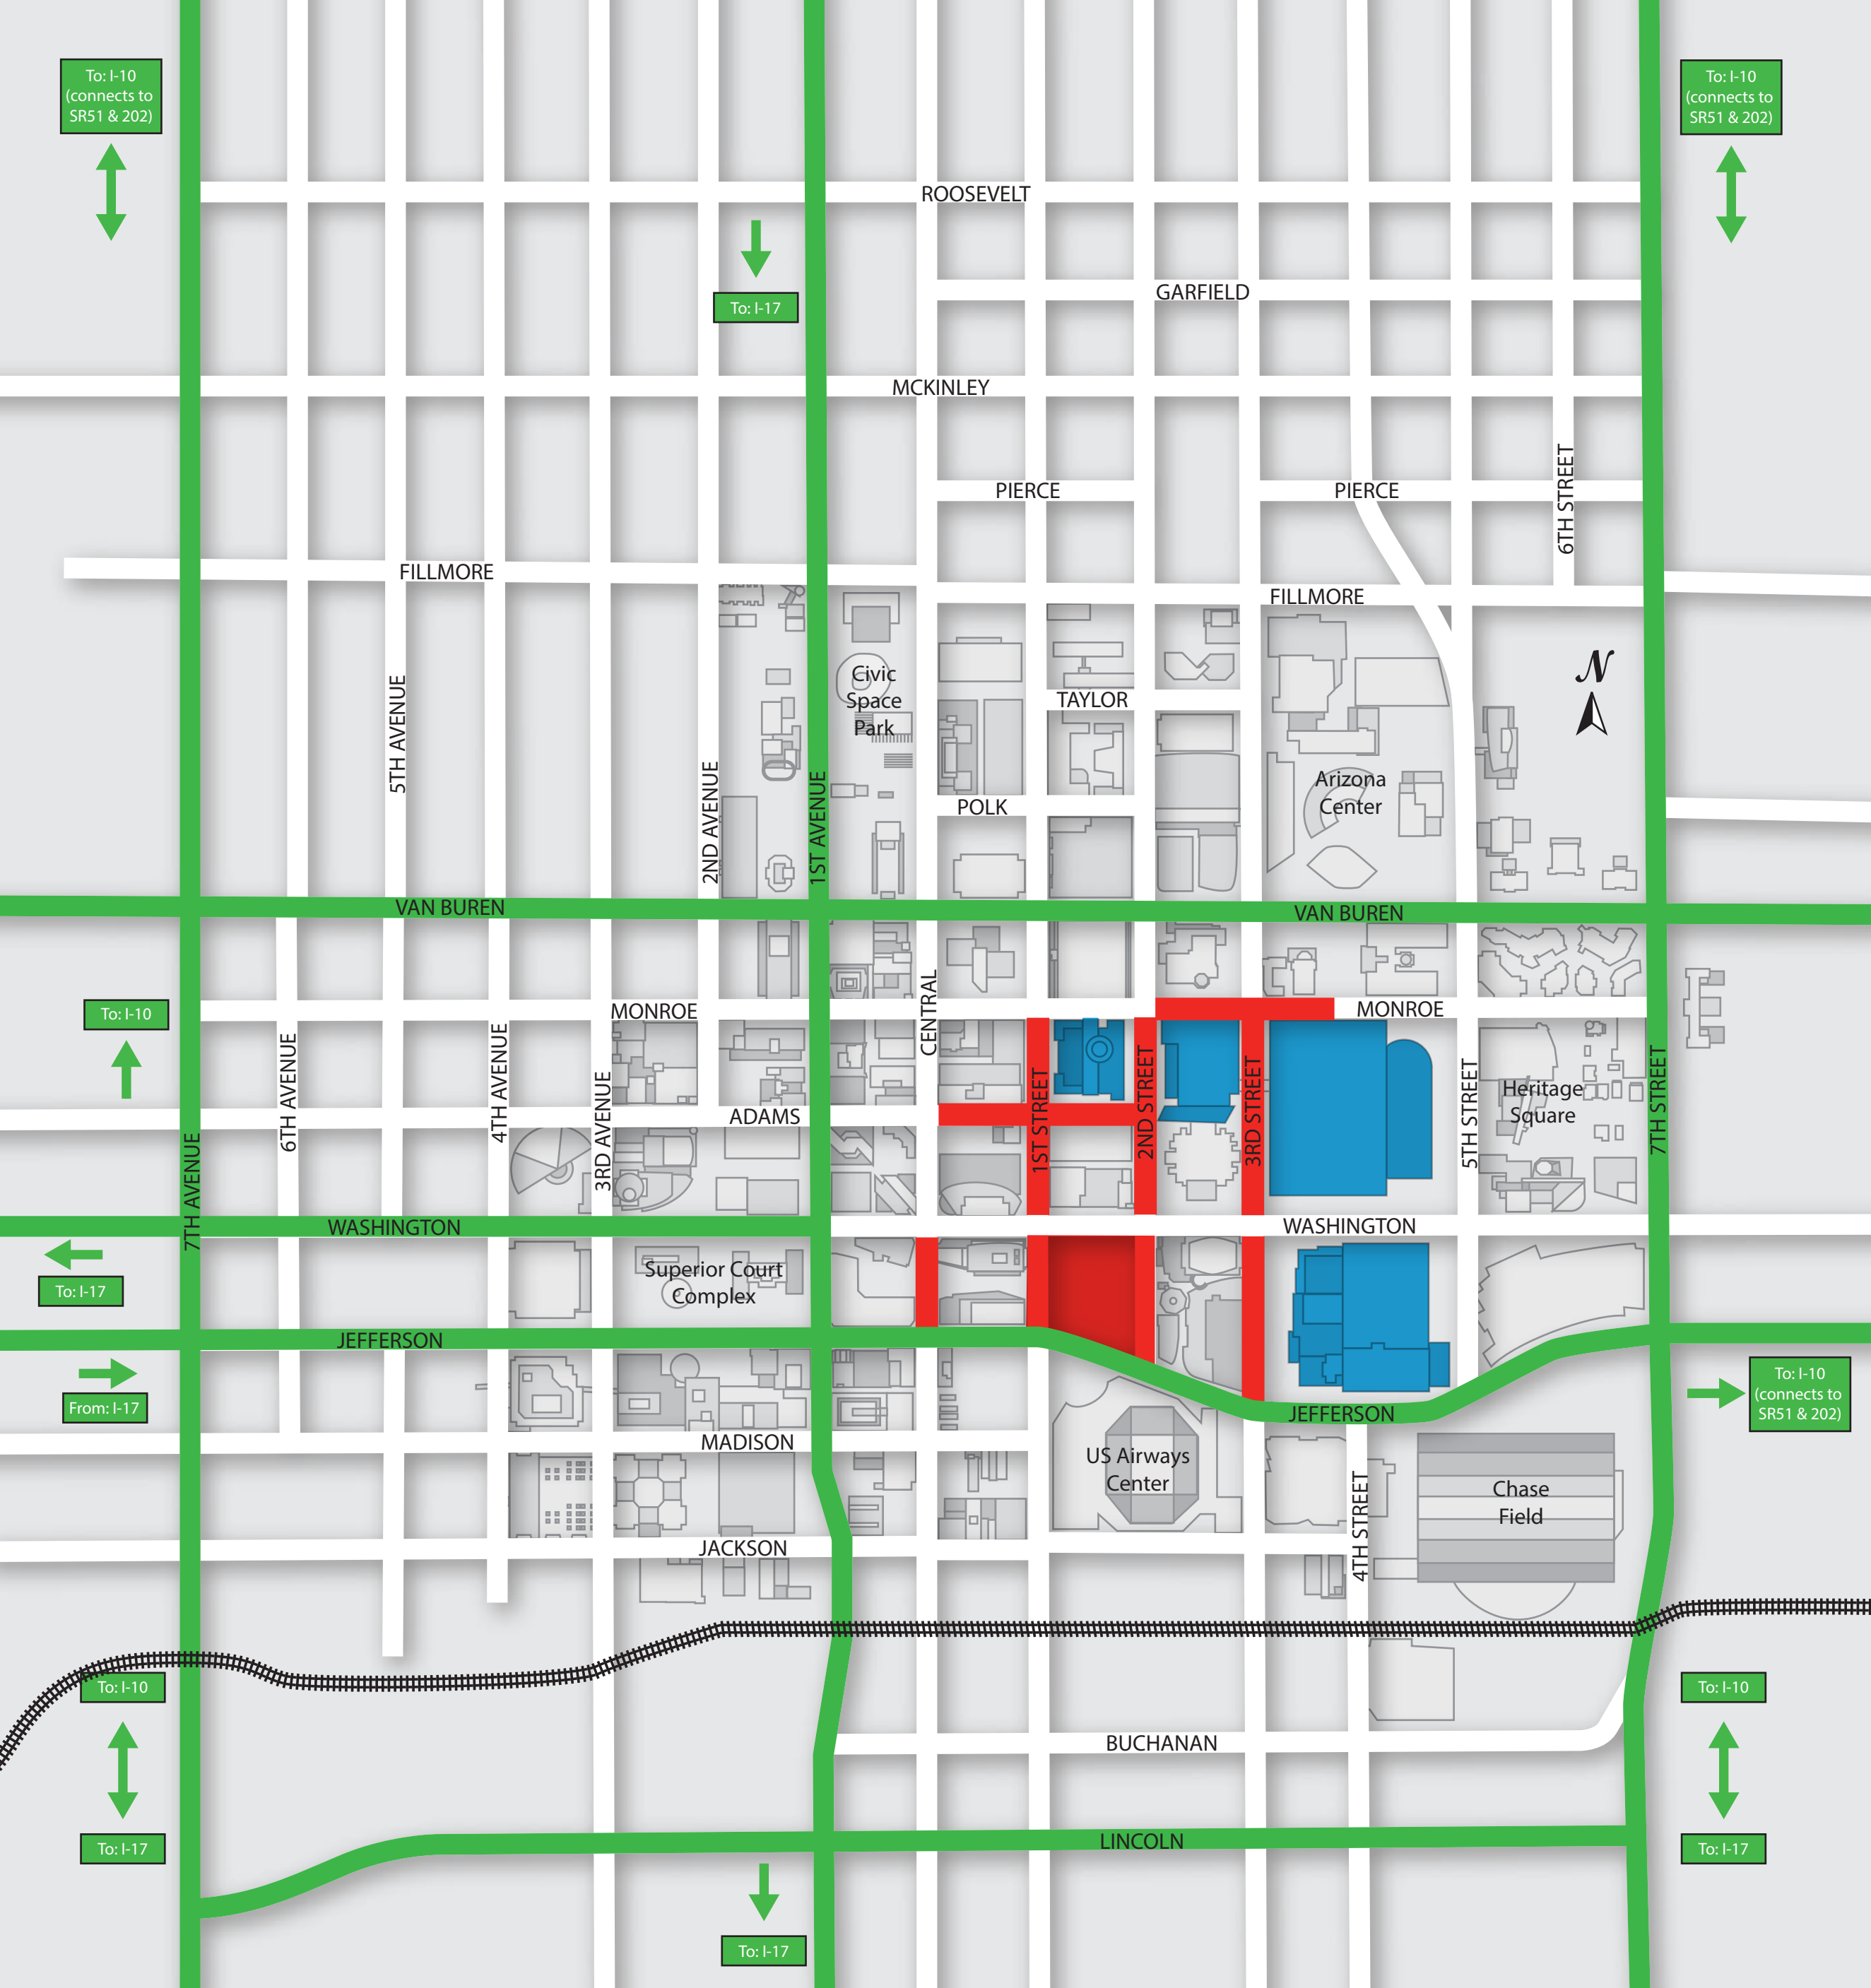 To: I-10
(connects to
SR51 & 202)
To: I-10
(connects to
SR51 & 202)
ROOSEVELT
GARFIELD
To: I-17
MCKINLEY
PIERCE
PIERCE
6TH STREET
FILLMORE
FILLMORE
N
Civic
Space
Park
TAYLOR
5TH AVENUE
2ND AVENUE
1ST AVENUE
POLK
Arizona
Center
VAN BUREN
VAN BUREN
To: I-10
MONROE
CENTRAL
MONROE
6TH AVENUE
4TH AVENUE
3RD AVENUE
ADAMS
1ST STREET
2ND STREET
3RD STREET
5TH STREET
Heritage
Square
7TH STREET
7TH AVENUE
WASHINGTON
WASHINGTON
To: I-17
Superior Court
Complex
JEFFERSON
From: I-17
To: I-10
(connects to
SR51 & 202)
JEFFERSON
MADISON
US Airways
Center
4TH STREET
Chase
Field
JACKSON
To: I-10
To: I-10
BUCHANAN
To: I-17
LINCOLN
To: I-17
To: I-17